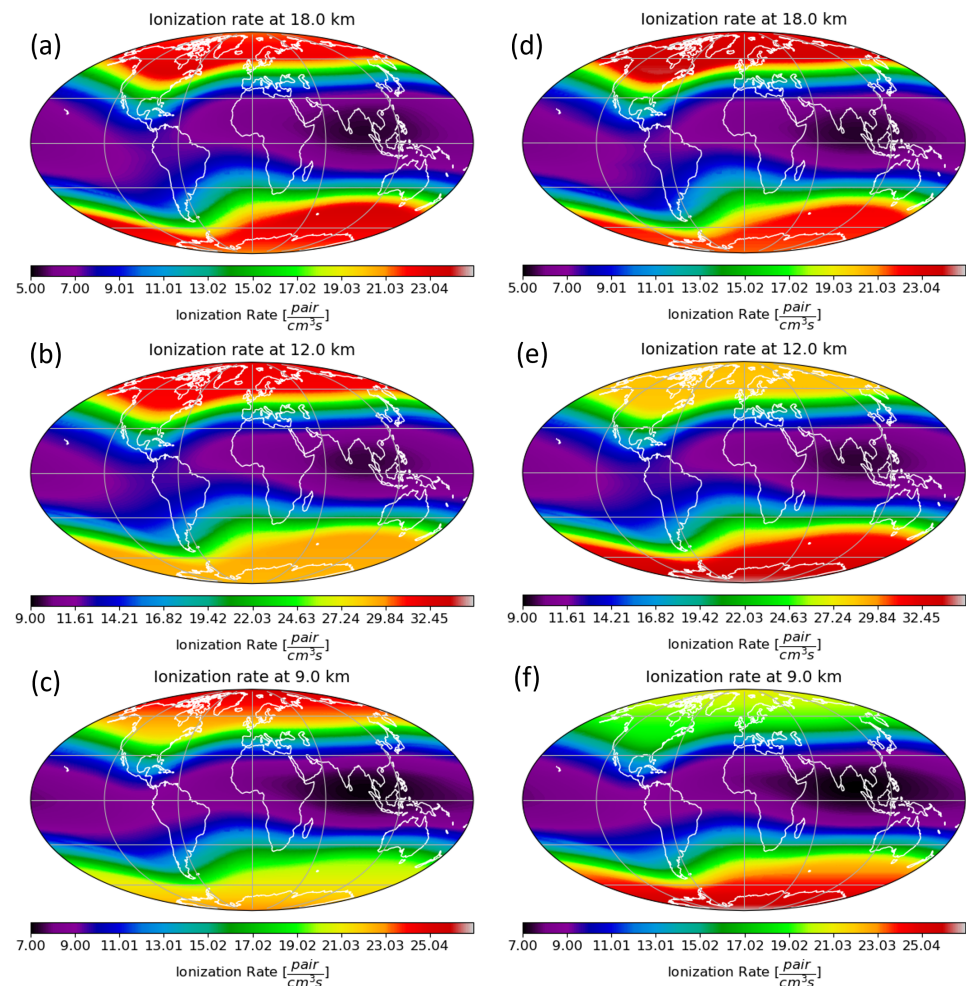 (a)
Ionization rate at 18.0 km
5.00 7.00 9.01 11.01 13.02 15.02 17.02 19.03 21.03 23.04
Ionization Rate [pair/cm³s]
(d)
Ionization rate at 18.0 km
5.00 7.00 9.01 11.01 13.02 15.02 17.02 19.03 21.03 23.04
Ionization Rate [pair/cm³s]
(b)
Ionization rate at 12.0 km
9.00 11.61 14.21 16.82 19.42 22.03 24.63 27.24 29.84 32.45
Ionization Rate [pair/cm³s]
(e)
Ionization rate at 12.0 km
9.00 11.61 14.21 16.82 19.42 22.03 24.63 27.24 29.84 32.45
Ionization Rate [pair/cm³s]
(c)
Ionization rate at 9.0 km
7.00 9.00 11.01 13.01 15.02 17.02 19.02 21.03 23.03 25.04
Ionization Rate [pair/cm³s]
(f)
Ionization rate at 9.0 km
7.00 9.00 11.01 13.01 15.02 17.02 19.02 21.03 23.03 25.04
Ionization Rate [pair/cm³s]